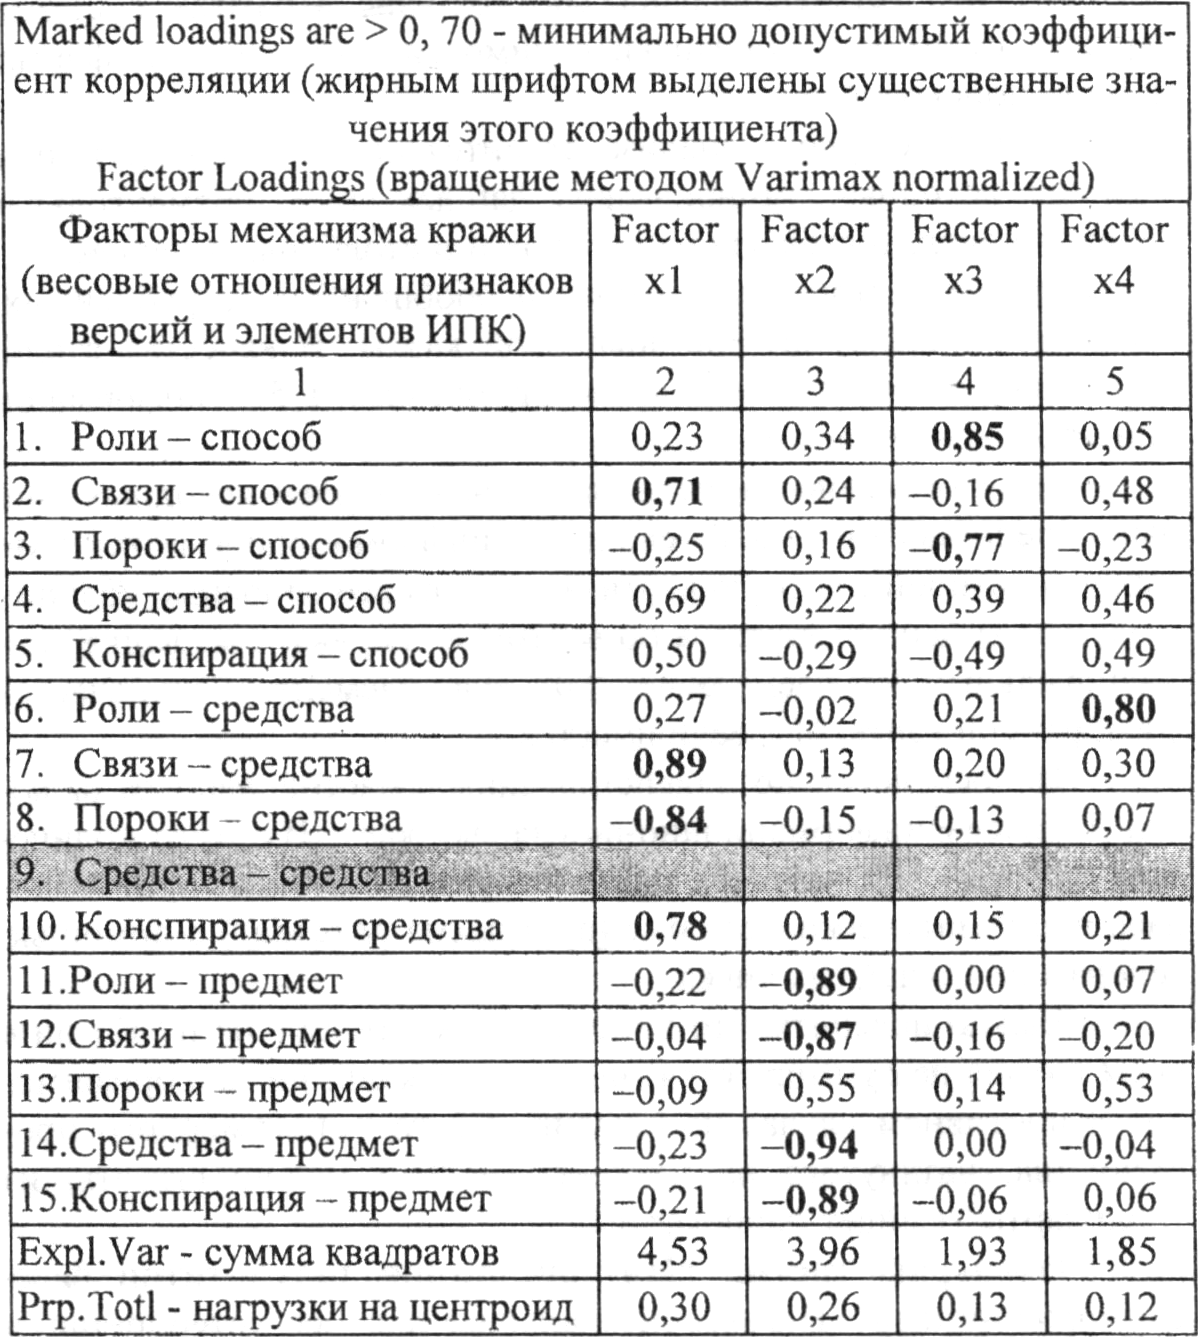 Marked loadings are > 0, 70 - минимально допустимый коэффици-
ент корреляции (жирным шрифтом выделены существенные зна-
чения этого коэффициента)
Factor Loadings (вращение методом Varimax normalized)
Факторы механизма кражи Factor Factor Factor Factor
(весовые отношения признаков x1 x2 x3 x4
версий и элементов ИПК)
1 2 3 4 5
1. Роли – способ 0,23 0,34 0,85 0,05
2. Связи – способ 0,71 0,24 –0,16 0,48
3. Пороки – способ –0,25 0,16 –0,77 –0,23
4. Средства – способ 0,69 0,22 0,39 0,46
5. Конспирация – способ 0,50 –0,29 –0,49 0,49
6. Роли – средства 0,27 –0,02 0,21 0,80
7. Связи – средства 0,89 0,13 0,20 0,30
8. Пороки – средства –0,84 –0,15 –0,13 0,07
9. Средства – средства
10. Конспирация – средства 0,78 0,12 0,15 0,21
11.Роли – предмет –0,22 –0,89 0,00 0,07
12.Связи – предмет –0,04 –0,87 –0,16 –0,20
13.Пороки – предмет –0,09 0,55 0,14 0,53
14.Средства – предмет –0,23 –0,94 0,00 –0,04
15.Конспирация – предмет –0,21 –0,89 –0,06 0,06
Expl.Var - сумма квадратов 4,53 3,96 1,93 1,85
Prp.Totl - нагрузки на центроид 0,30 0,26 0,13 0,12